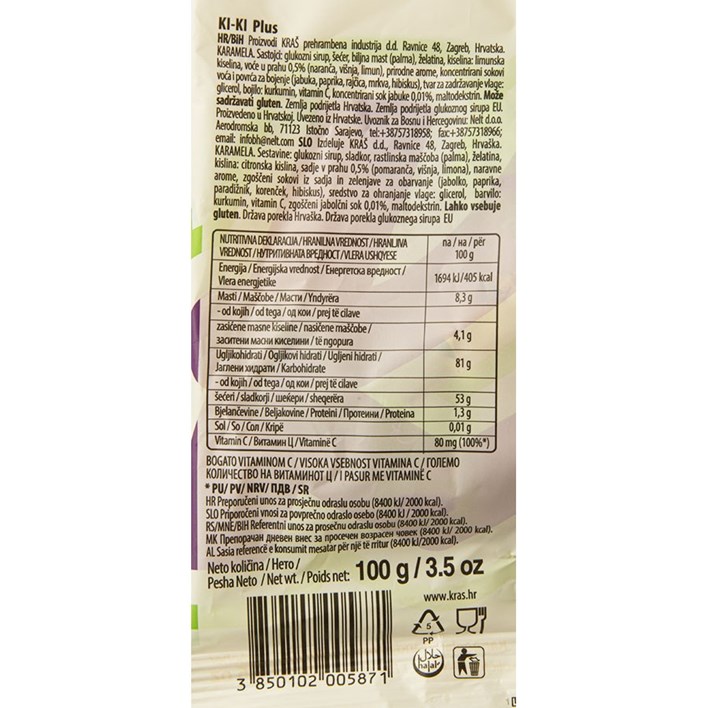 KI-KI Plus
HR/BiH Proizvodi KRAŠ prehrambena industrija d.d. Ravnice 48, Zagreb, Hrvatska.
KARAMELA. Sastojci: glukozni sirup, šećer, biljna mast (palma), želatina, kiselina: limunska
kiselina, voće u prahu 0,5% (naranča, višnja, limun), prirodne arome, koncentrirani sokovi
voća i povrća za bojenje (jabuka, paprika, rajčica, mrkva, hibiskus), tvar za zadržavanje vlage:
glicerol, bojilo: kurkumin, vitamin C, koncentrirani sok jabuke 0,01%, maltodekstrin. Može
sadržavati gluten. Zemlja podrijetla Hrvatska. Zemlja podrijetla glukoznog sirupa EU.
Proizvedeno u Hrvatskoj. Uvezeno iz Hrvatske. Uvoznik za Bosnu i Hercegovinu: Nelt d.o.o.
Aerodromska bb, 71123 Istočno Sarajevo, tel:+38757318958; fax:+38757318966;
email: infobh@nelt.com SLO Izdeluje KRAŠ d.d., Ravnice 48, Zagreb, Hrvaška.
KARAMELA. Sestavine: glukozni sirup, sladkor, rastlinska maščoba (palma), želatina,
kislina: citronska kislina, sadje v prahu 0,5% (pomaranča, višnja, limona), naravne
arome, zgoščeni sokovi iz sadja in zelenjave za obarvanje (jabolko, paprika,
paradižnik, korenček, hibiskus), sredstvo za ohranjanje vlage: glicerol, barvilo:
kurkumin, vitamin C, zgoščeni jabolčni sok 0,01%, maltodekstrin. Lahko vsebuje
gluten. Država porekla Hrvaška. Država porekla glukoznega sirupa EU
NUTRITIVNA DEKLARACIJA / HRANILNA VREDNOST / HRANLJIVA
VREDNOST / НУТРИТИВНАТА ВРЕДНОСТ / VLERA USHQYESE
na / на / për
100 g
Energija / Energijska vrednost / Енергетска вредност /
Vlera energjetike
1694 kJ/405 kcal
Masti / Maščobe / Масти / Yndyrëra
8,3 g
- od kojih / od tega / од кои / prej të cilave
zasićene masne kiseline / nasičene maščobe /
заситени масни киселини / të ngopura
4,1 g
Ugljikohidrati / Ogljikovi hidrati / Ugljeni hidrati /
Јаглени хидрати / Karbohidrate
81 g
- od kojih / od tega / од кои / prej të cilave
šećeri / sladkorji / шеќери / sheqerëra
53 g
Bjelančevine / Beljakovine / Proteini / Протеини / Proteina
1,3 g
Sol / So / Сол / Kripë
0,01 g
Vitamin C / Витамин Ц / Vitaminë C
80 mg (100%*)
BOGATO VITAMINOM C / VISOKA VSEBNOST VITAMINA C / ГОЛЕМО
КОЛИЧЕСТВО НА ВИТАМИНОТ Ц / I PASUR ME VITAMINË C
* PU/ PV/ NRV/ ПДВ / SR
HR Preporučeni unos za prosječnu odraslu osobu (8400 kJ/ 2000 kcal).
SLO Priporočeni vnosi za povprečno odraslo osebo (8400 kJ/ 2000 kcal).
RS/MNE/BIH Referentni unos za prosečnu odraslu osobu (8400 kJ/ 2000 kcal).
MK Препорачан дневен внес за просечен возрасен човек (8400 kJ/ 2000 kcal).
AL Sasia referencë e konsumit mesatar për një të rritur (8400 kJ/ 2000 kcal).
Neto količina / Нето /
Pesha Neto / Net wt. / Poids net: 100 g / 3.5 oz
www.kras.hr
5
PP
حلال
halal
3 850102 005871